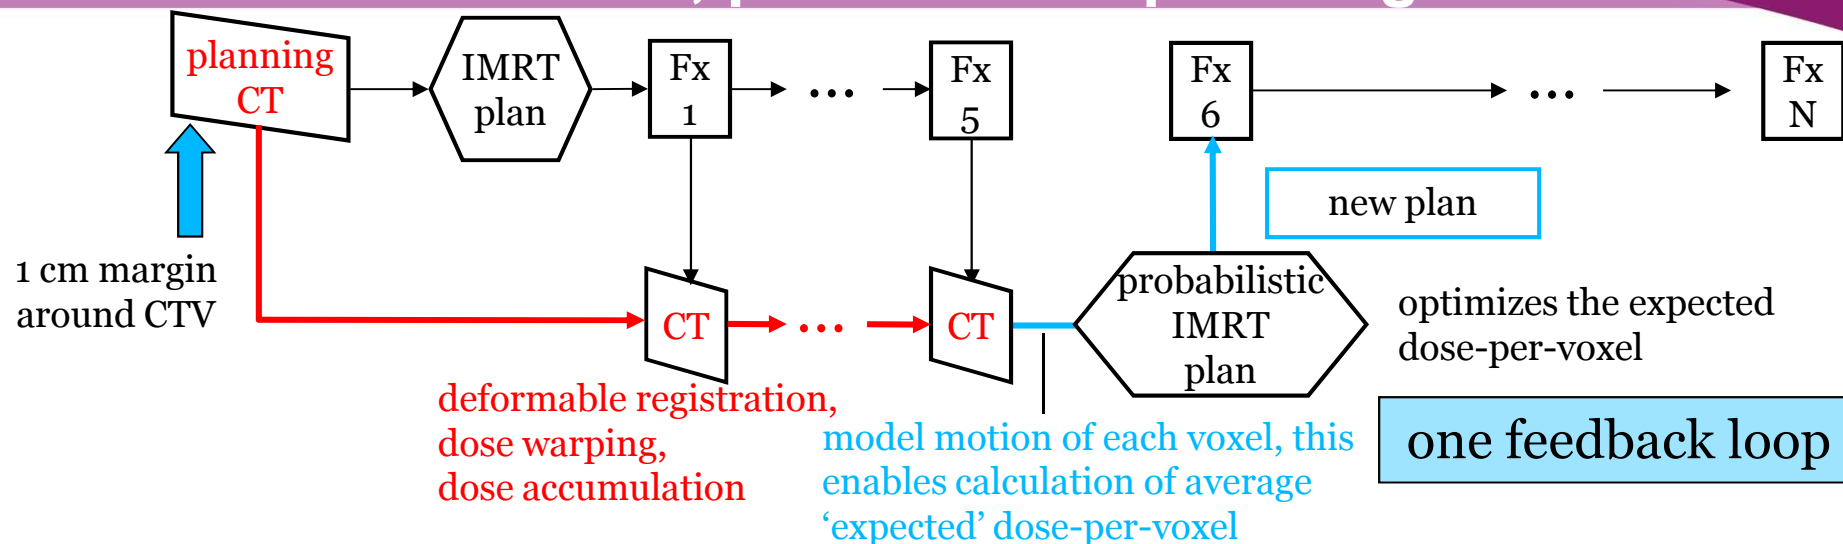 planning
CT
IMRT
plan
Fx
1
...
Fx
5
Fx
6
...
Fx
N
new plan
1 cm margin
around CTV
CT
...
CT
probabilistic
IMRT
plan
optimizes the expected
dose-per-voxel
deformable registration,
dose warping,
dose accumulation
model motion of each voxel, this
enables calculation of average
‘expected’ dose-per-voxel
one feedback loop